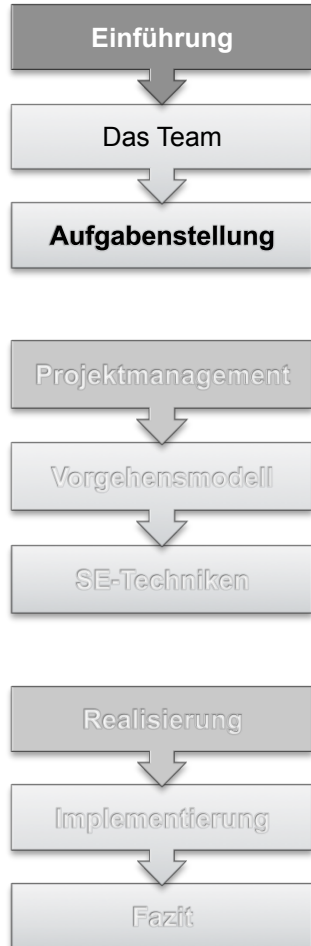 Einführung
Das Team
Aufgabenstellung
Projektmanagement
Vorgehensmodell
SE-Techniken
Realisierung
Implementierung
Fazit